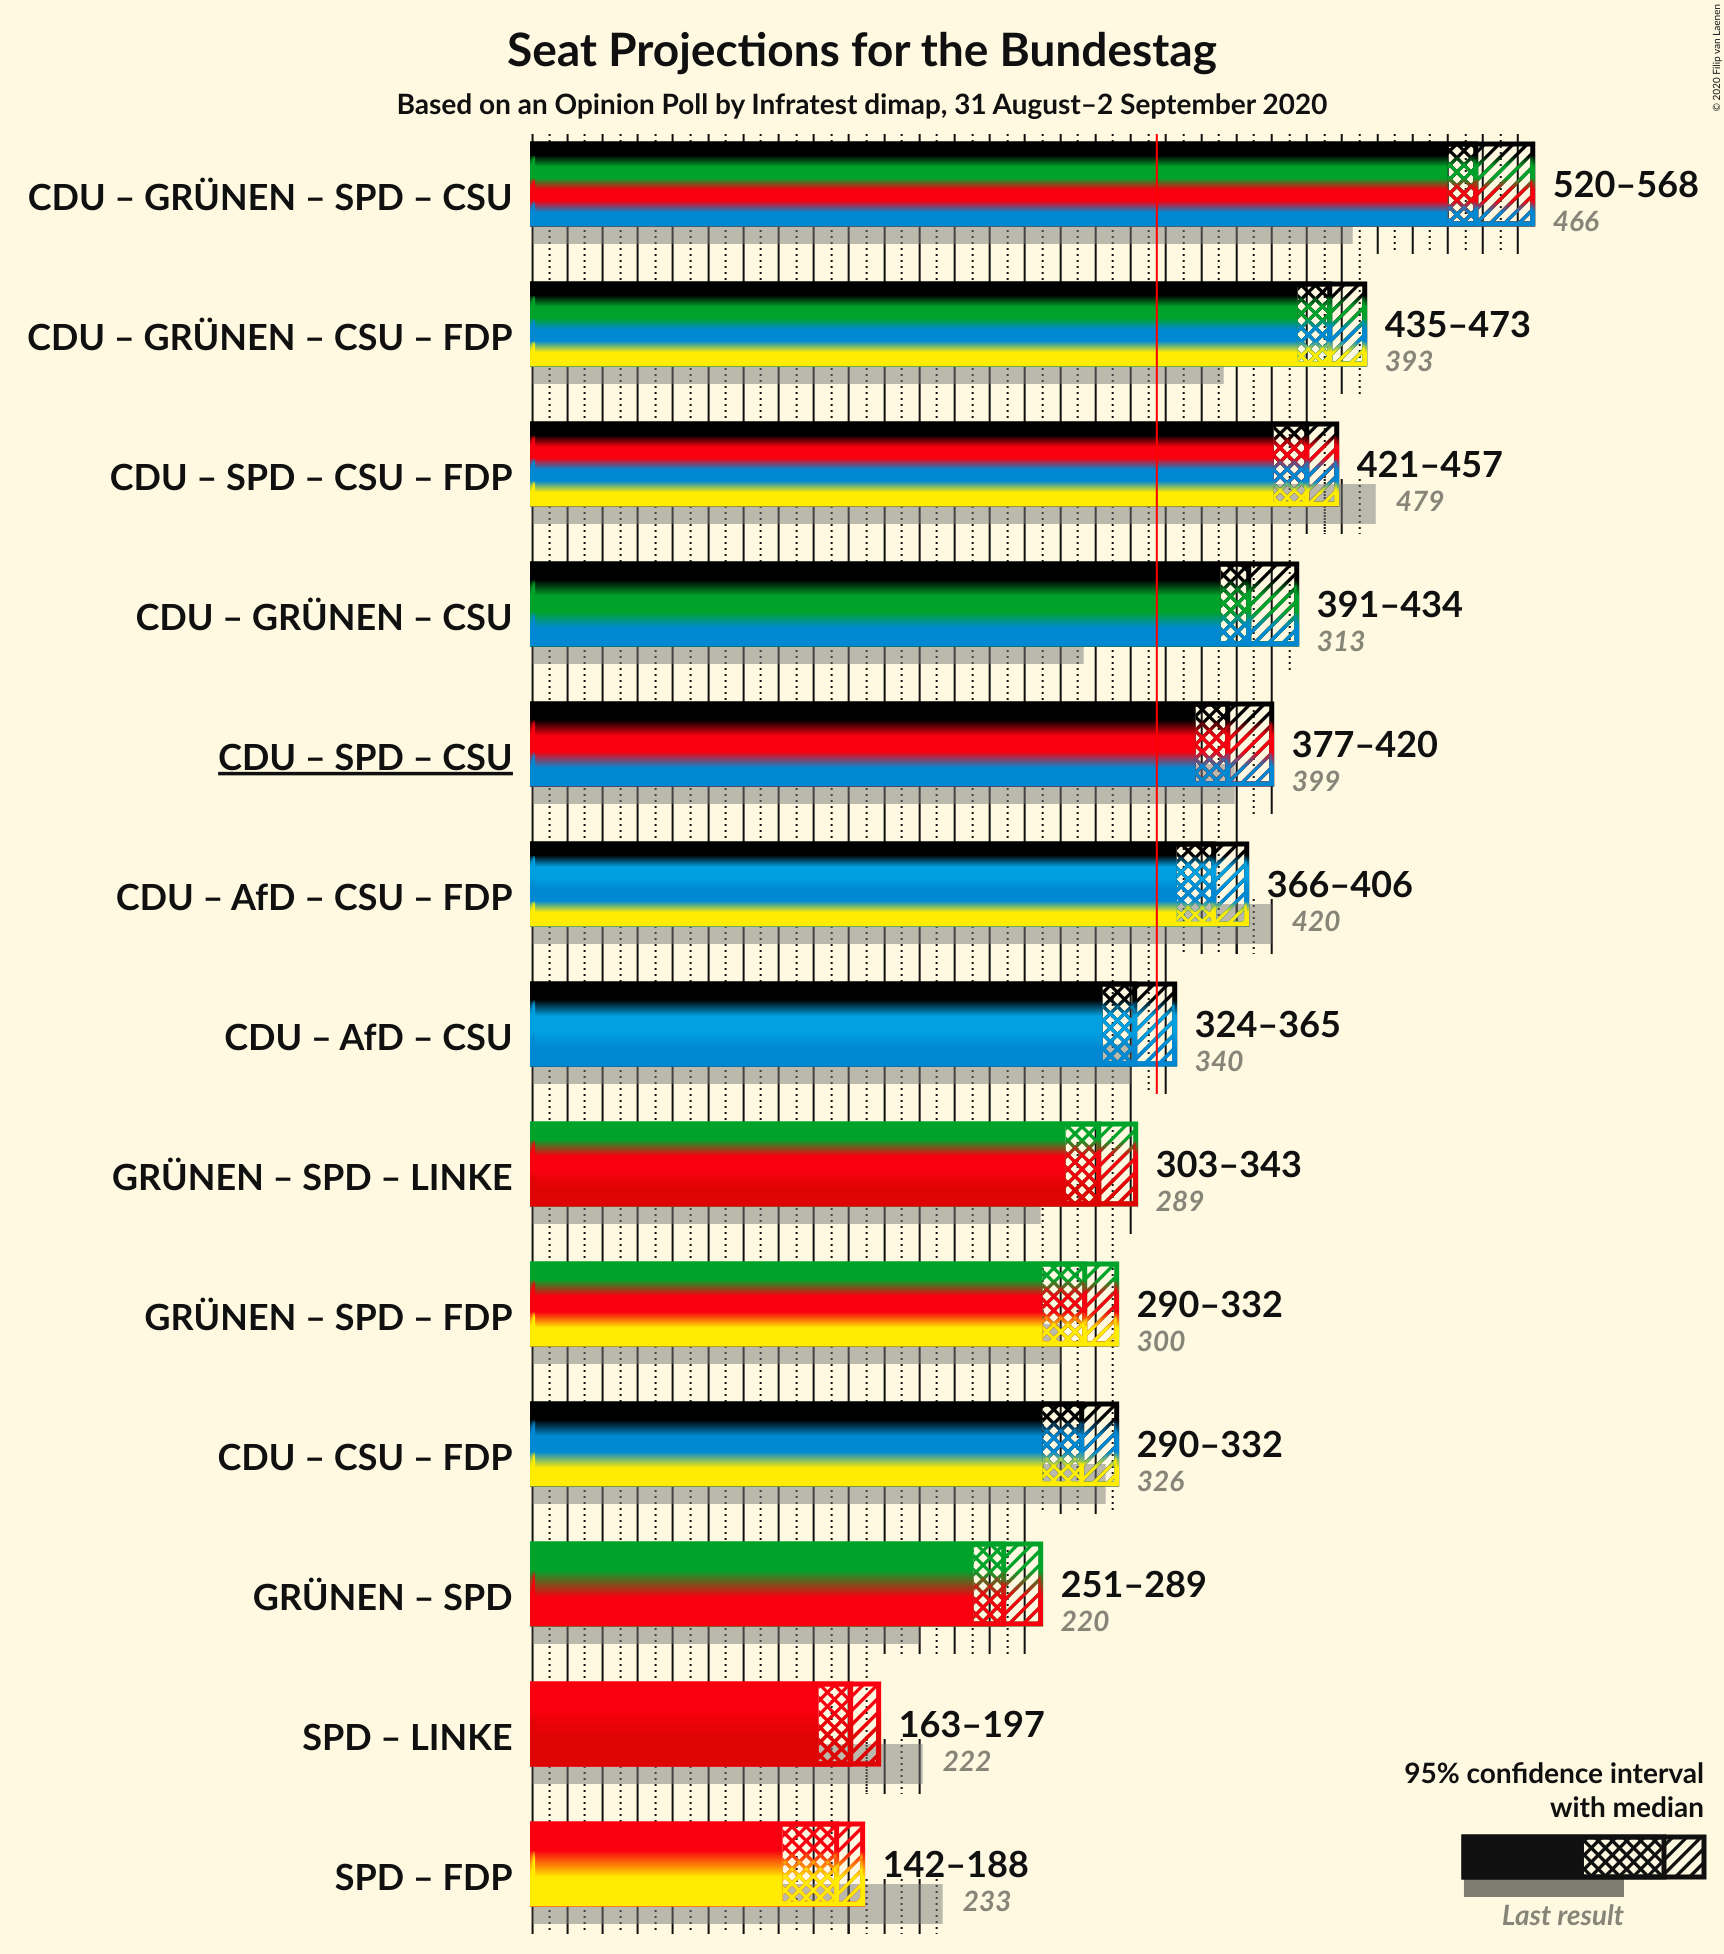 Seat Projections for the Bundestag
Based on an Opinion Poll by Infratest dimap, 31 August–2 September 2020
© 2020 Filip van Laenen
CDU – GRÜNEN – SPD – CSU
520–568
466
CDU – GRÜNEN – CSU – FDP
435–473
393
CDU – SPD – CSU – FDP
421–457
479
CDU – GRÜNEN – CSU
391–434
313
CDU – SPD – CSU
377–420
399
CDU – AfD – CSU – FDP
366–406
420
CDU – AfD – CSU
324–365
340
GRÜNEN – SPD – LINKE
303–343
289
GRÜNEN – SPD – FDP
290–332
300
CDU – CSU – FDP
290–332
326
GRÜNEN – SPD
251–289
220
SPD – LINKE
163–197
222
SPD – FDP
142–188
233
95% confidence interval
with median
Last result